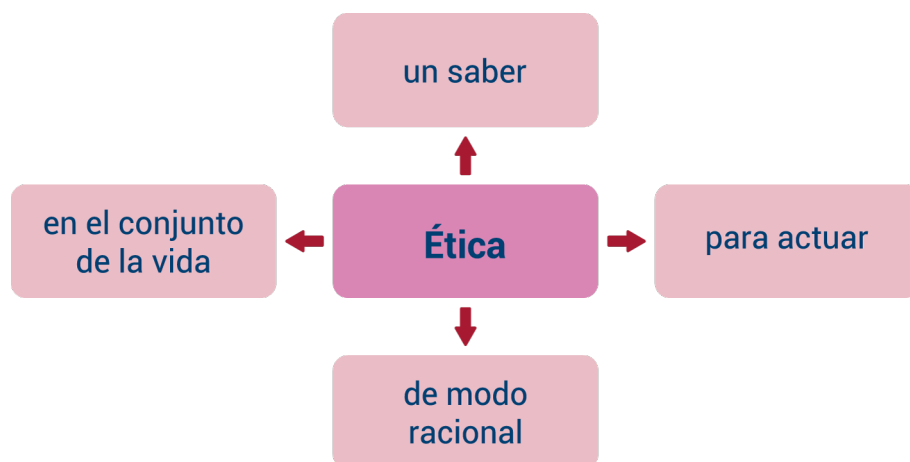 un saber
en el conjunto
de la vida
Ética
para actuar
de modo
racional